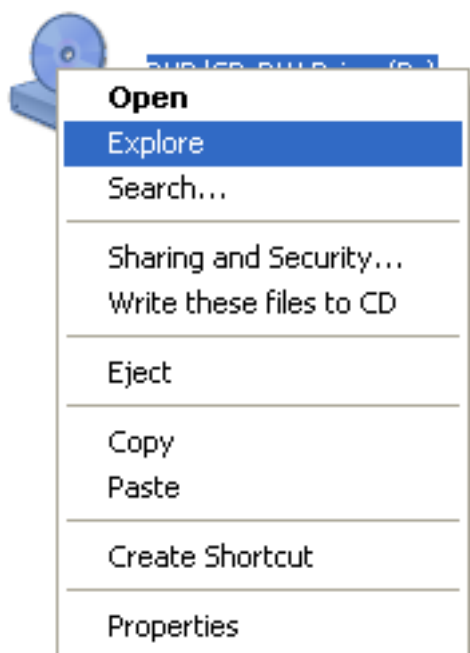 Open
Explore
Search...
Sharing and Security...
Write these files to CD
Eject
Copy
Paste
Create Shortcut
Properties